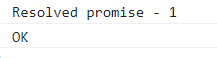 Resolved promise - 1
OK